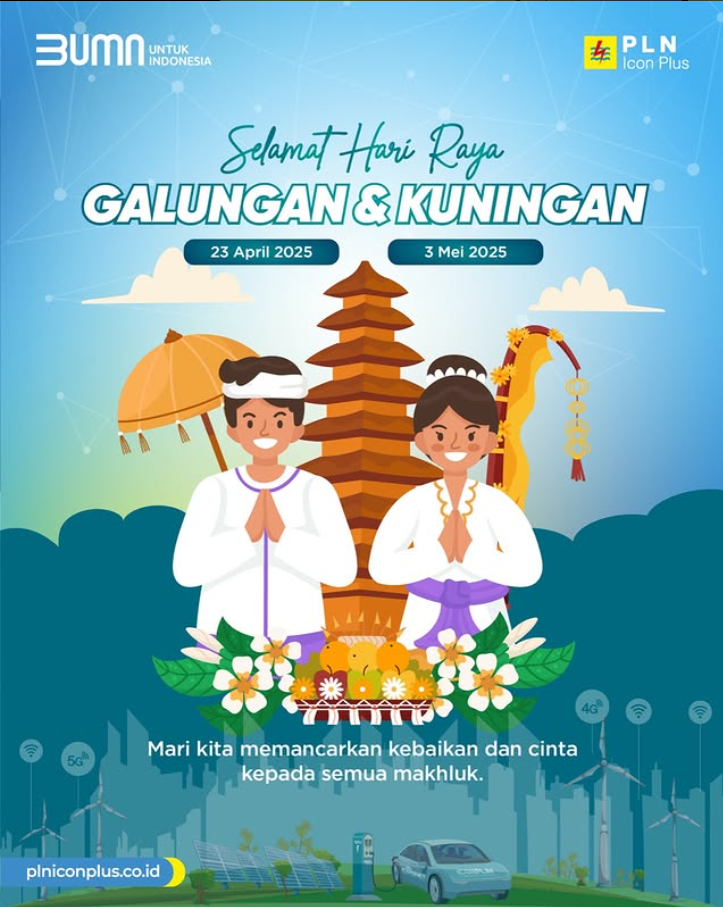 BUMN UNTUK INDONESIA
PLN
Icon Plus
Selamat Hari Raya
GALUNGAN & KUNINGAN
23 April 2025
3 Mei 2025
4G
5G
Mari kita memancarkan kebaikan dan cinta
kepada semua makhluk.
plniconplus.co.id